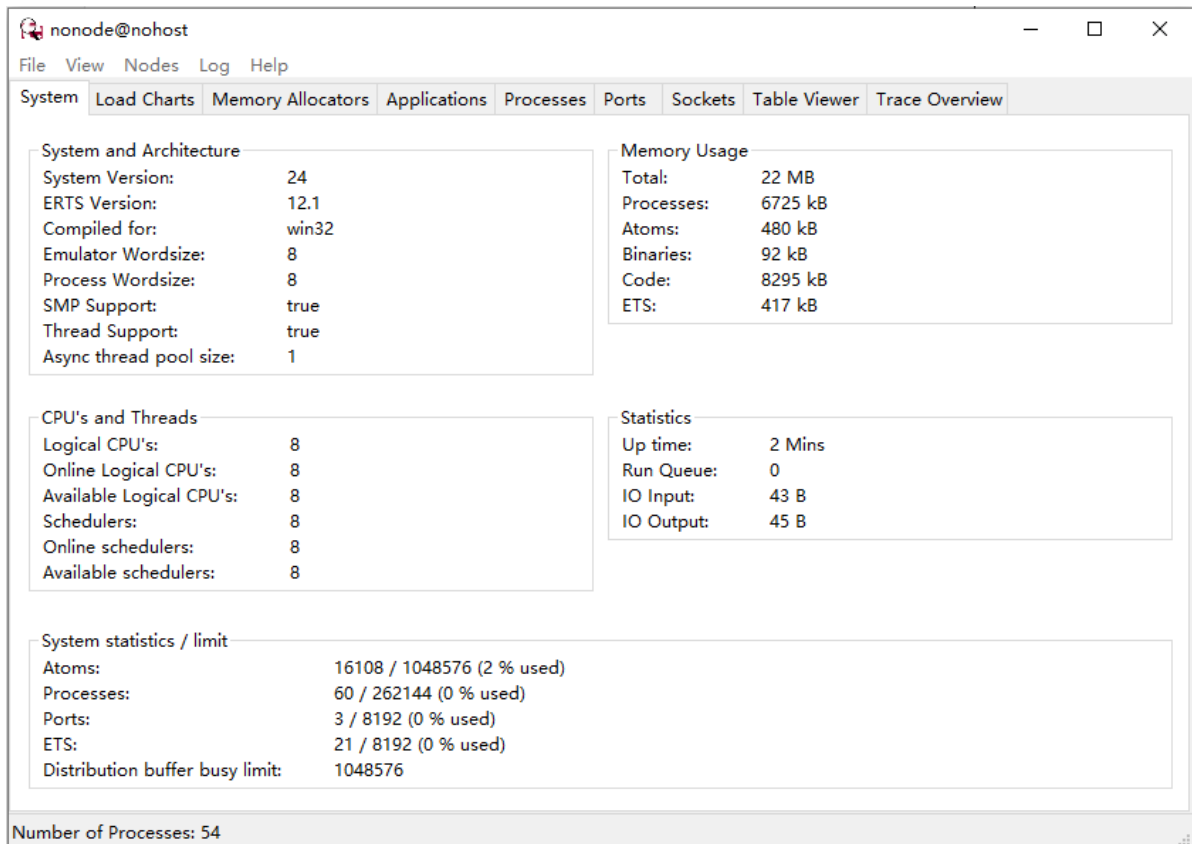 nonode@nohost
File View Nodes Log Help
System Load Charts Memory Allocators Applications Processes Ports Sockets Table Viewer Trace Overview
System and Architecture
System Version: 24
ERTS Version: 12.1
Compiled for: win32
Emulator Wordsize: 8
Process Wordsize: 8
SMP Support: true
Thread Support: true
Async thread pool size: 1
Memory Usage
Total: 22 MB
Processes: 6725 kB
Atoms: 480 kB
Binaries: 92 kB
Code: 8295 kB
ETS: 417 kB
CPU's and Threads
Logical CPU's: 8
Online Logical CPU's: 8
Available Logical CPU's: 8
Schedulers: 8
Online schedulers: 8
Available schedulers: 8
Statistics
Up time: 2 Mins
Run Queue: 0
IO Input: 43 B
IO Output: 45 B
System statistics / limit
Atoms: 16108 / 1048576 (2 % used)
Processes: 60 / 262144 (0 % used)
Ports: 3 / 8192 (0 % used)
ETS: 21 / 8192 (0 % used)
Distribution buffer busy limit: 1048576
Number of Processes: 54